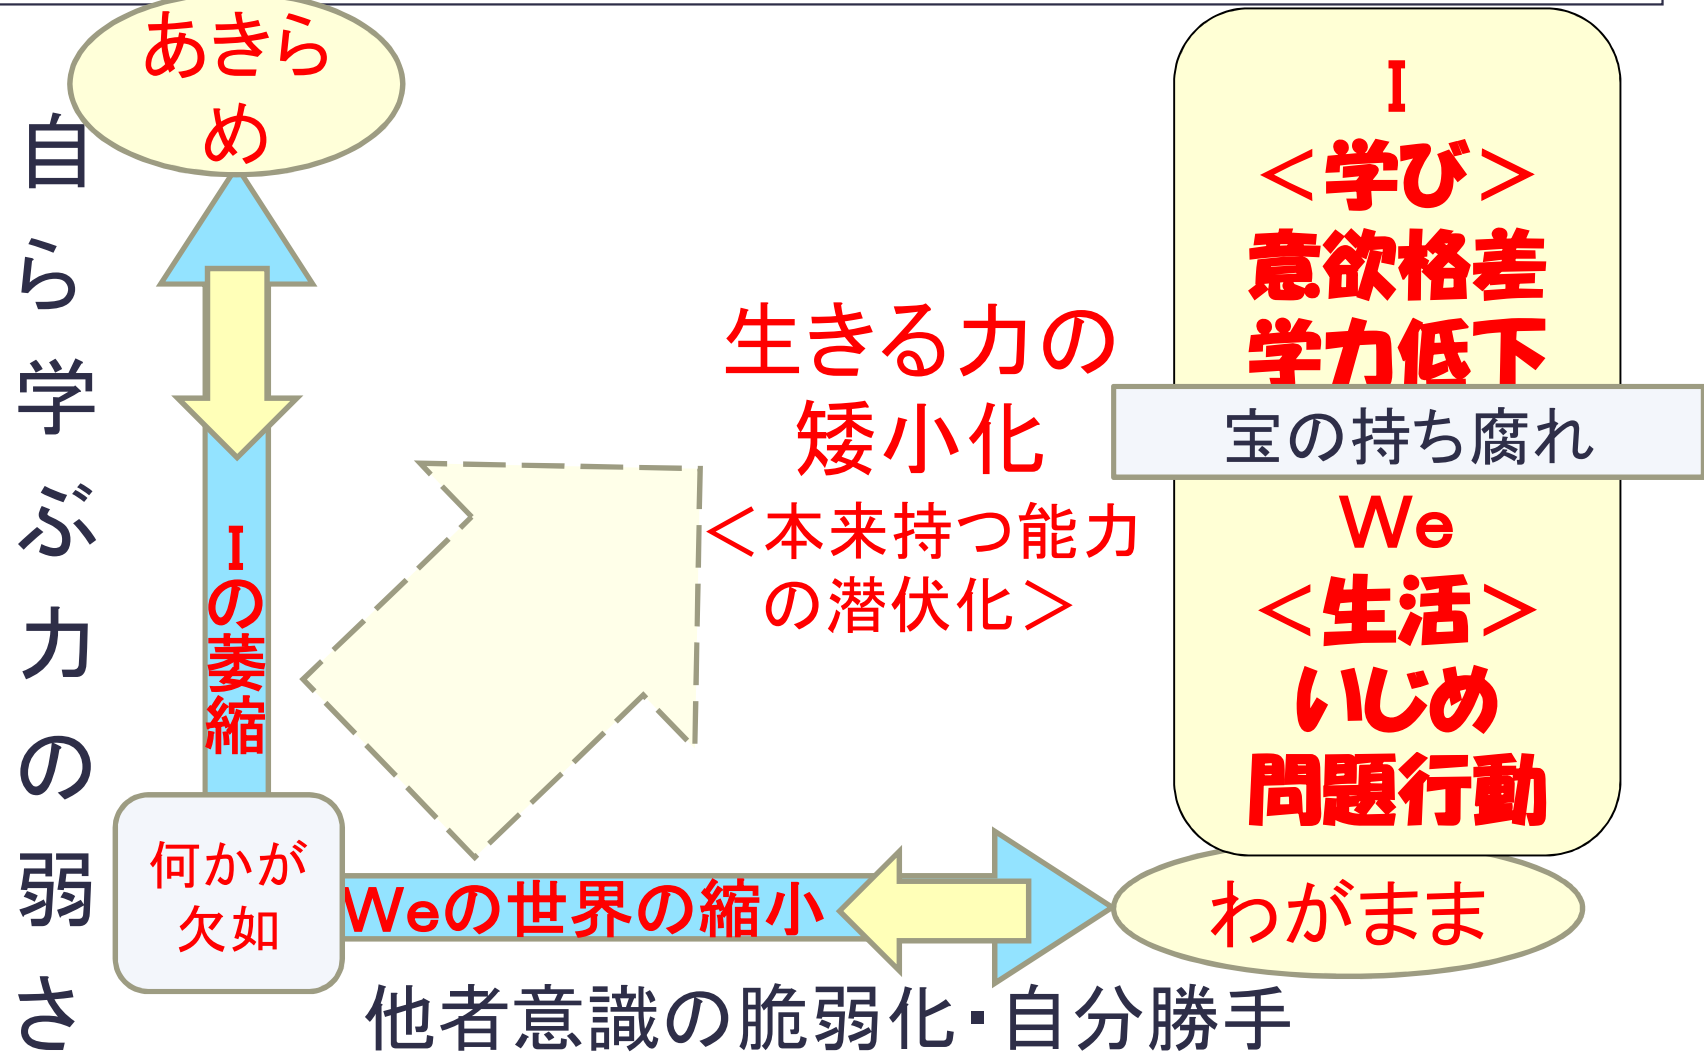 あきら
め
自ら学ぶ力の弱さ
Iの萎縮
何かが
欠如
Weの世界の縮小
わがまま
他者意識の脆弱化・自分勝手
生きる力の
矮小化
＜本来持つ能力
の潜伏化＞
I
＜学び＞
意欲格差
学力低下
宝の持ち腐れ
We
＜生活＞
いじめ
問題行動